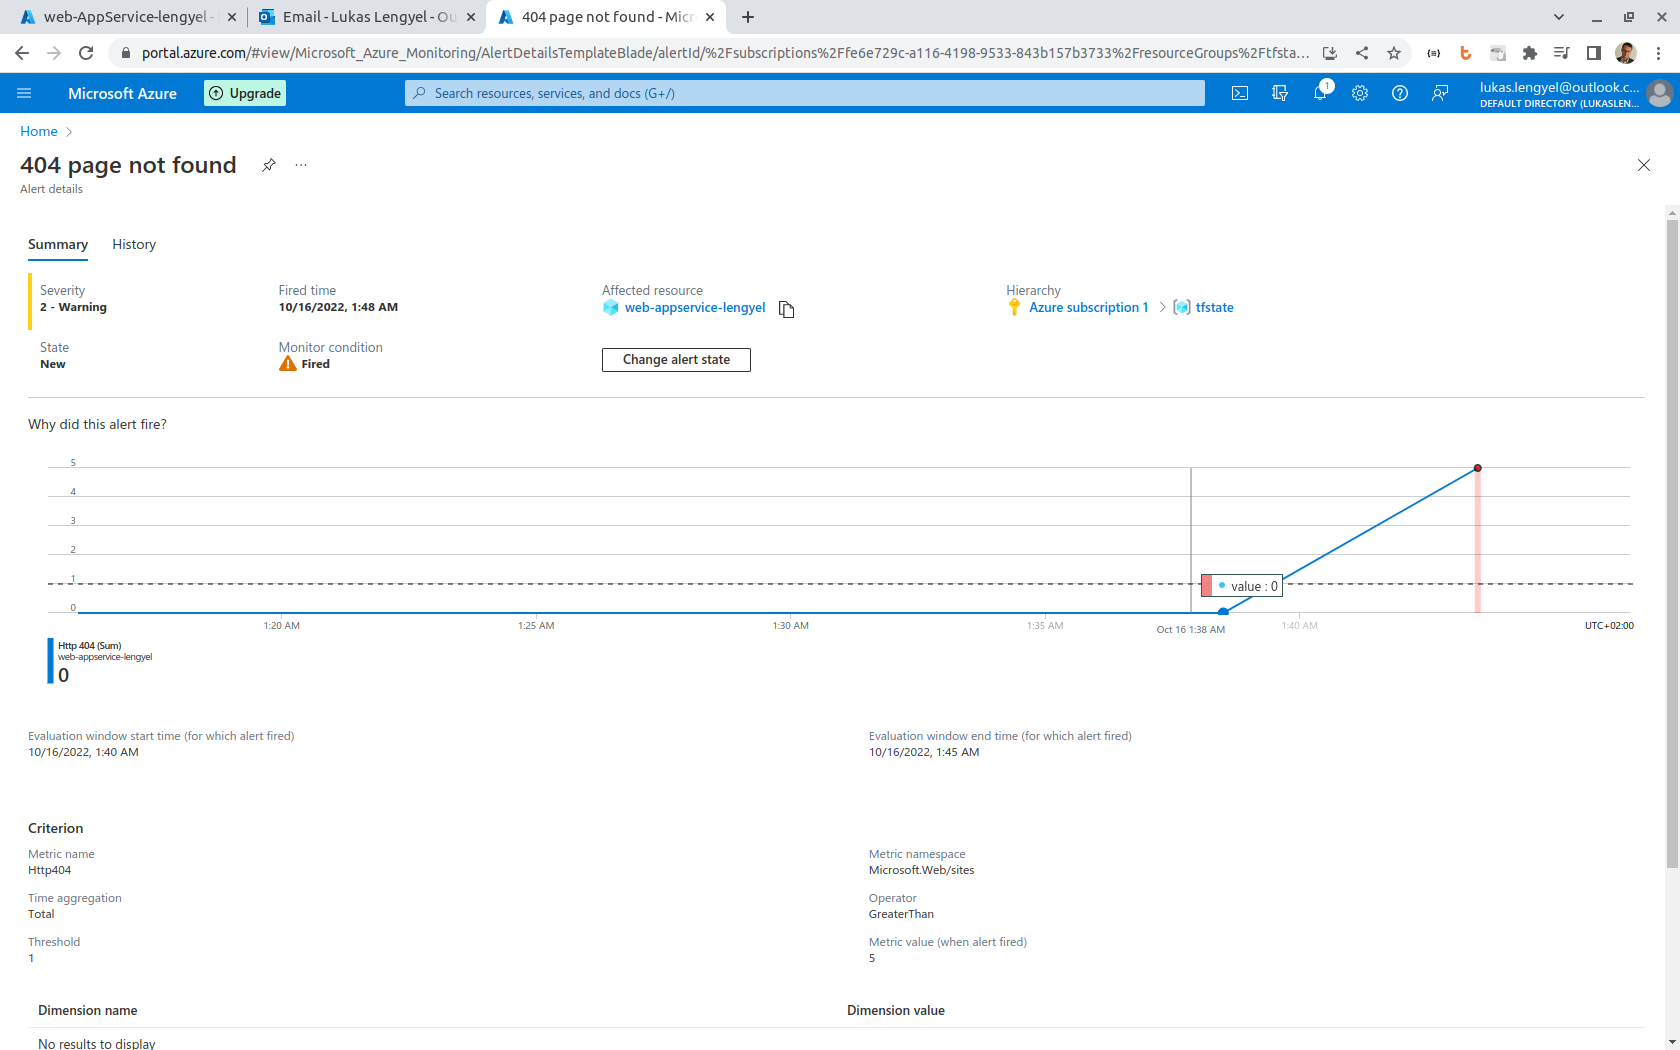 web-AppService-lengyel -
Email - Lukas Lengyel - Ou
404 page not found - Micr
portal.azure.com/#view/Microsoft_Azure_Monitoring/AlertDetailsTemplateBlade/alertId/%2Fsubscriptions%2Ffe6e729c-a116-4198-9533-843b157b3733%2FresourceGroups%2Ftfsta...
Microsoft Azure
Upgrade
Search resources, services, and docs (G+/)
1
lukas.lengyel@outlook.c...
DEFAULT DIRECTORY (LUKASLEN...
Home
404 page not found
Alert details
Summary
History
Severity
2 - Warning
Fired time
10/16/2022, 1:48 AM
Affected resource
web-appservice-lengyel
Hierarchy
Azure subscription 1 > tfstate
State
New
Monitor condition
Fired
Change alert state
Why did this alert fire?
5
4
3
2
1
0
value : 0
1:20 AM
1:25 AM
1:30 AM
1:35 AM
Oct 16 1:38 AM
1:40 AM
UTC+02:00
Http 404 (Sum)
web-appservice-lengyel
0
Evaluation window start time (for which alert fired)
10/16/2022, 1:40 AM
Evaluation window end time (for which alert fired)
10/16/2022, 1:45 AM
Criterion
Metric name
Http404
Metric namespace
Microsoft.Web/sites
Time aggregation
Total
Operator
GreaterThan
Threshold
1
Metric value (when alert fired)
5
Dimension name
Dimension value
No results to display